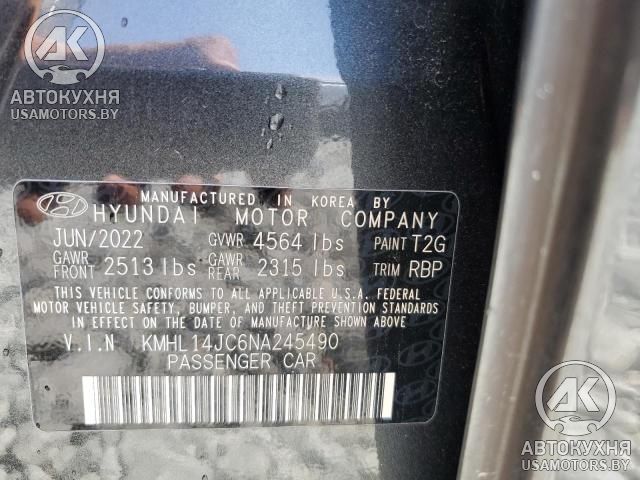 AK
АВТОКУХНЯ
USAMOTORS.BY
MANUFACTURED IN KOREA BY
HYUNDAI MOTOR COMPANY
JUN/2022 GVWR 4564 lbs PAINT T2G
GAWR FRONT 2513 lbs GAWR REAR 2315 lbs TRIM RBP
THIS VEHICLE CONFORMS TO ALL APPLICABLE U.S.A. FEDERAL
MOTOR VEHICLE SAFETY, BUMPER, AND THEFT PREVENTION STANDARDS
IN EFFECT ON THE DATE OF MANUFACTURE SHOWN ABOVE.
V.I.N KMHL14JC6NA245490
PASSENGER CAR
AK
АВТОКУХНЯ
USAMOTORS.BY